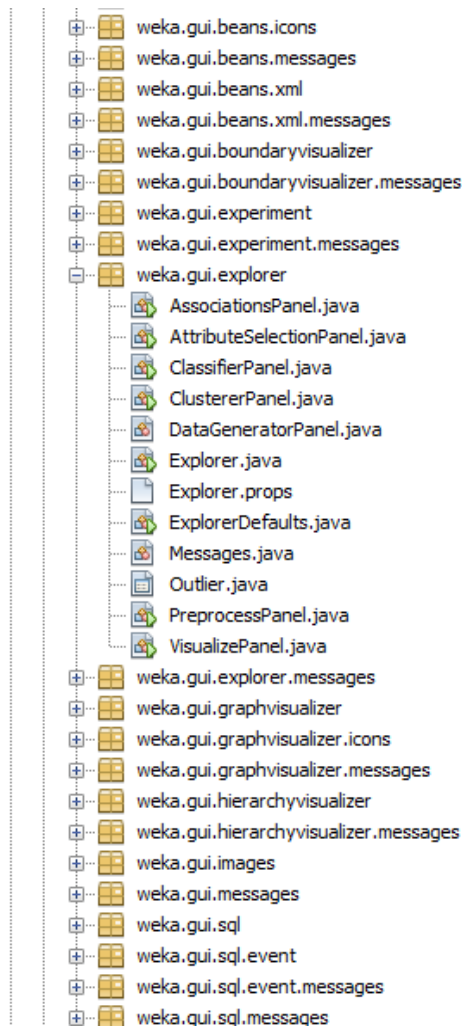 weka.gui.beans.icons
weka.gui.beans.messages
weka.gui.beans.xml
weka.gui.beans.xml.messages
weka.gui.boundaryvisualizer
weka.gui.boundaryvisualizer.messages
weka.gui.experiment
weka.gui.experiment.messages
weka.gui.explorer
AssociationsPanel.java
AttributeSelectionPanel.java
ClassifierPanel.java
ClustererPanel.java
DataGeneratorPanel.java
Explorer.java
Explorer.props
ExplorerDefaults.java
Messages.java
Outlier.java
PreprocessPanel.java
VisualizePanel.java
weka.gui.explorer.messages
weka.gui.graphvisualizer
weka.gui.graphvisualizer.icons
weka.gui.graphvisualizer.messages
weka.gui.hierarchyvisualizer
weka.gui.hierarchyvisualizer.messages
weka.gui.images
weka.gui.messages
weka.gui.sql
weka.gui.sql.event
weka.gui.sql.event.messages
weka.gui.sql.messages